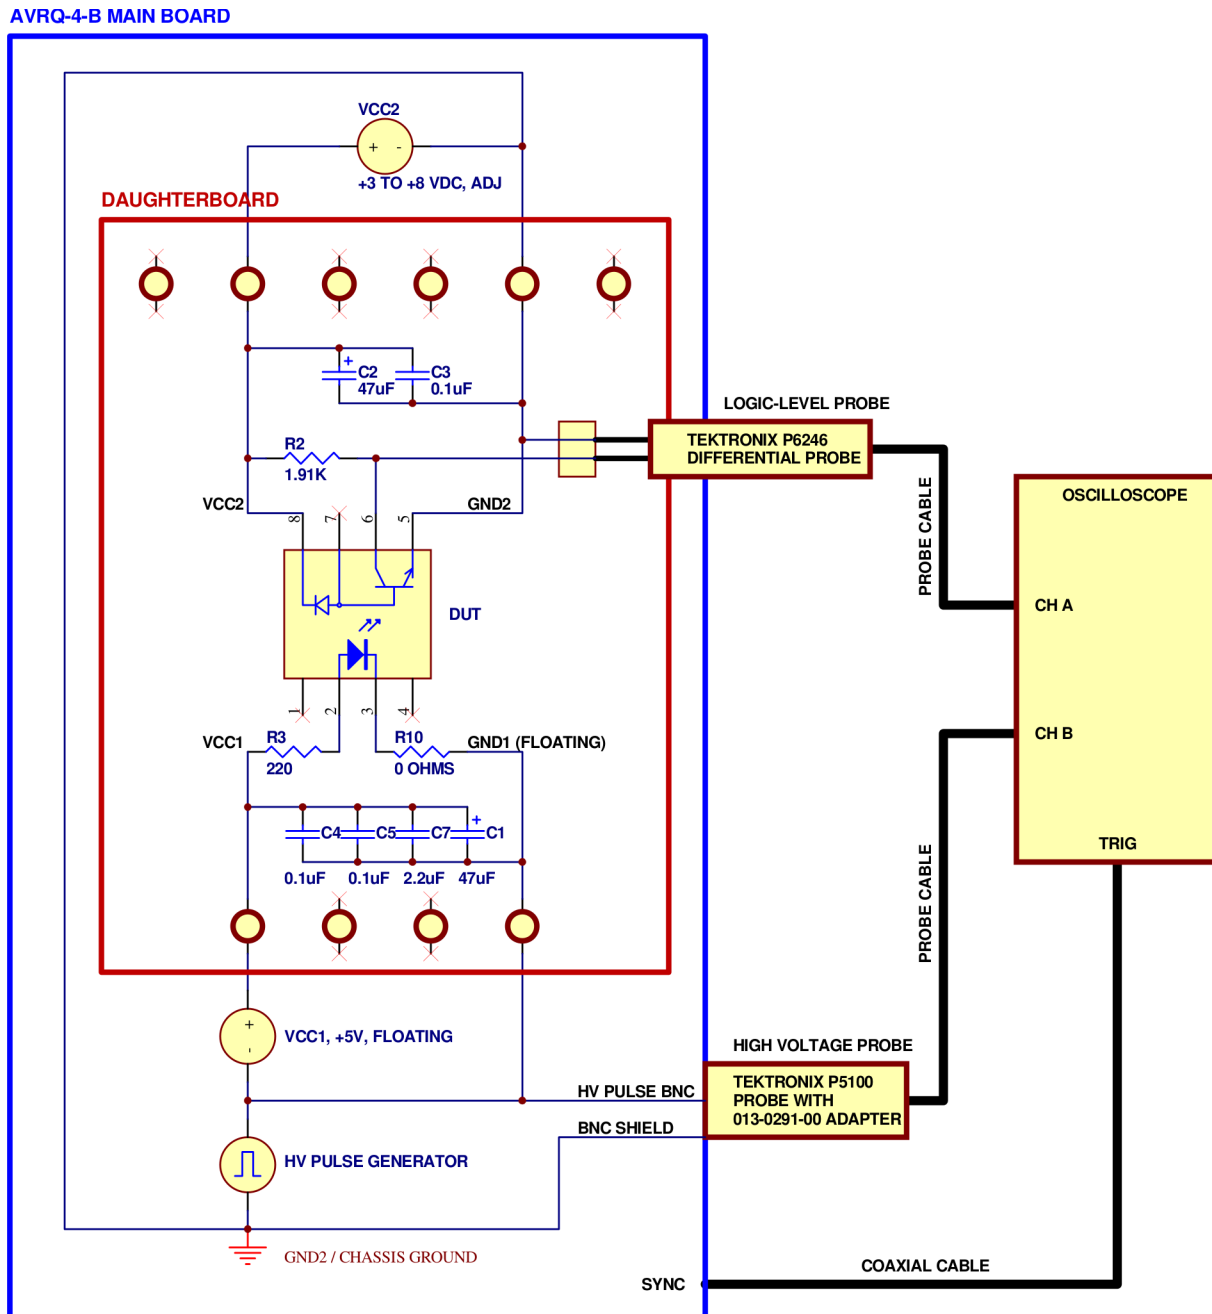 AVRQ-4-B MAIN BOARD
VCC2
+ -
+3 TO +8 VDC, ADJ
DAUGHTERBOARD
+
C2
47uF
C3
0.1uF
LOGIC-LEVEL PROBE
TEKTRONIX P6246
DIFFERENTIAL PROBE
R2
1.91K
PROBE CABLE
OSCILLOSCOPE
VCC2
GND2
8 7 6 5
CH A
DUT
1 2 3 4
VCC1
R3
220
R10
0 OHMS
GND1 (FLOATING)
CH B
+
C4 C5 C7 C1
0.1uF 0.1uF 2.2uF 47uF
TRIG
PROBE CABLE
+
-
VCC1, +5V, FLOATING
HIGH VOLTAGE PROBE
HV PULSE BNC
TEKTRONIX P5100
PROBE WITH
013-0291-00 ADAPTER
BNC SHIELD
HV PULSE GENERATOR
GND2 / CHASSIS GROUND
COAXIAL CABLE
SYNC